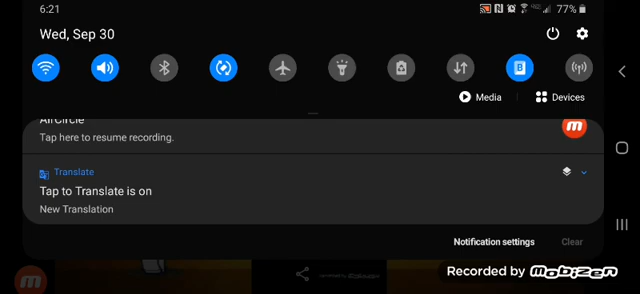 6:21
77%
Wed, Sep 30
Media
Devices
AirCircle
Tap here to resume recording.
Translate
Tap to Translate is on
New Translation
Notification settings
Clear
Recorded by mobizen